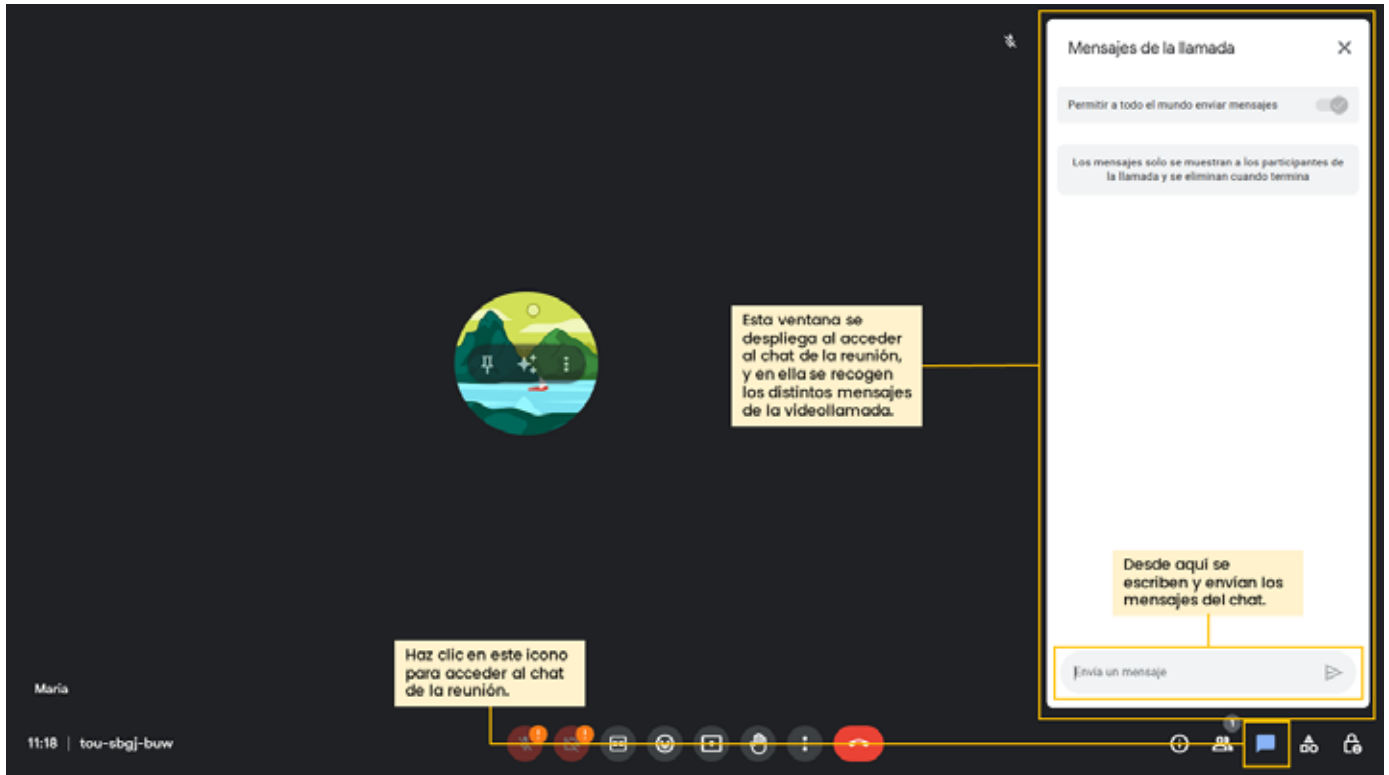 Mensajes de la llamada
Permitir a todo el mundo enviar mensajes
Los mensajes solo se muestran a los participantes de
la llamada y se eliminan cuando termina
Esta ventana se
despliega al acceder
al chat de la reunión,
y en ella se recogen
los distintos mensajes
de la videollamada.
Desde aquí se
escriben y envían los
mensajes del chat.
Envía un mensaje
Haz clic en este icono
para acceder al chat
de la reunión.
María
11:18 | tou-sbgj-buw
1